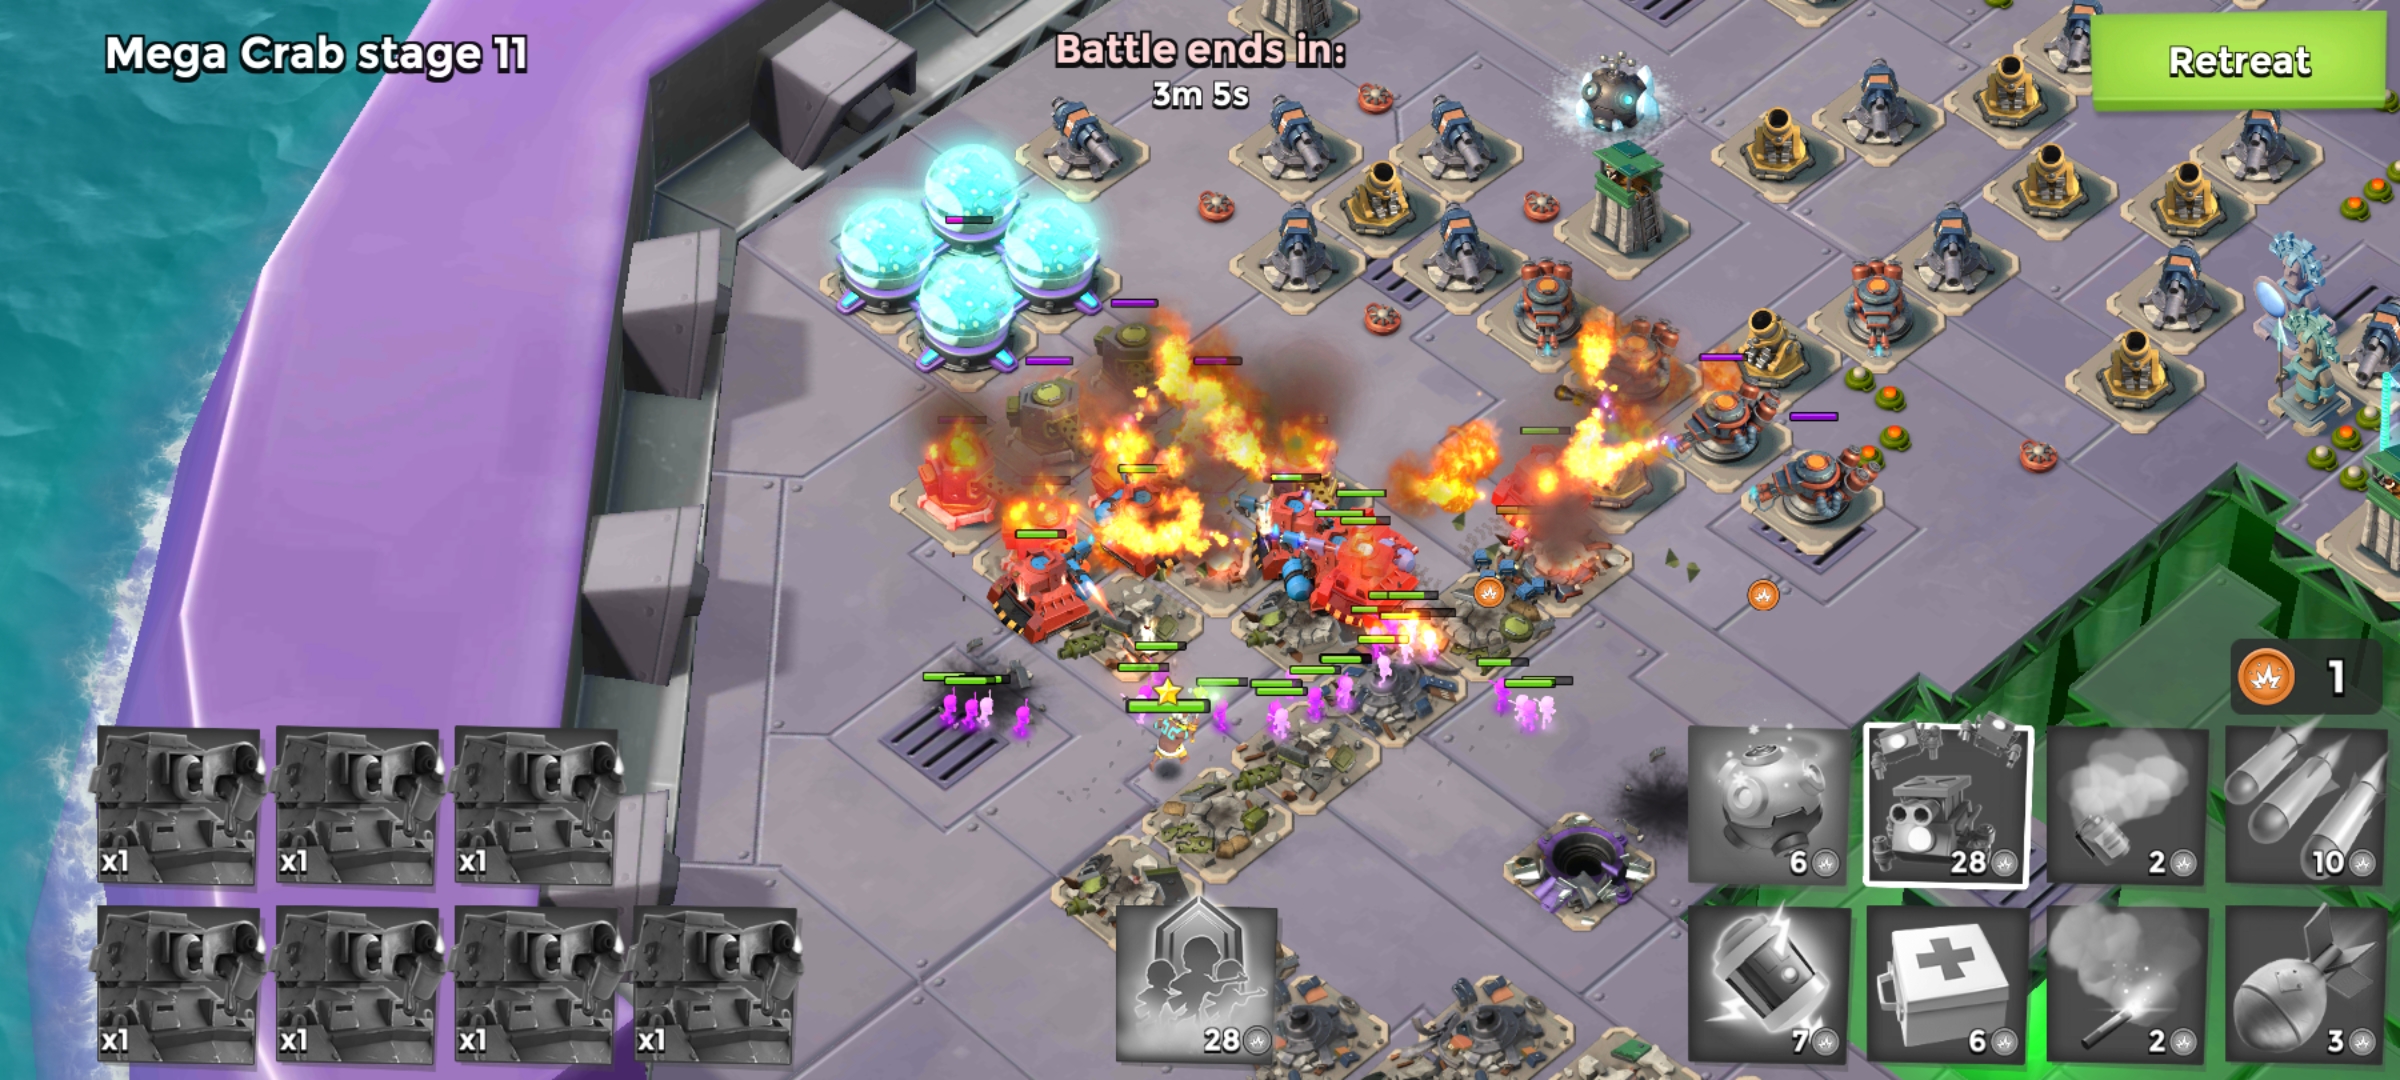 Mega Crab stage 11
Battle ends in:
3m 5s
Retreat
1
6
28
2
10
x1
x1
x1
x1
x1
x1
x1
28
7
6
2
3